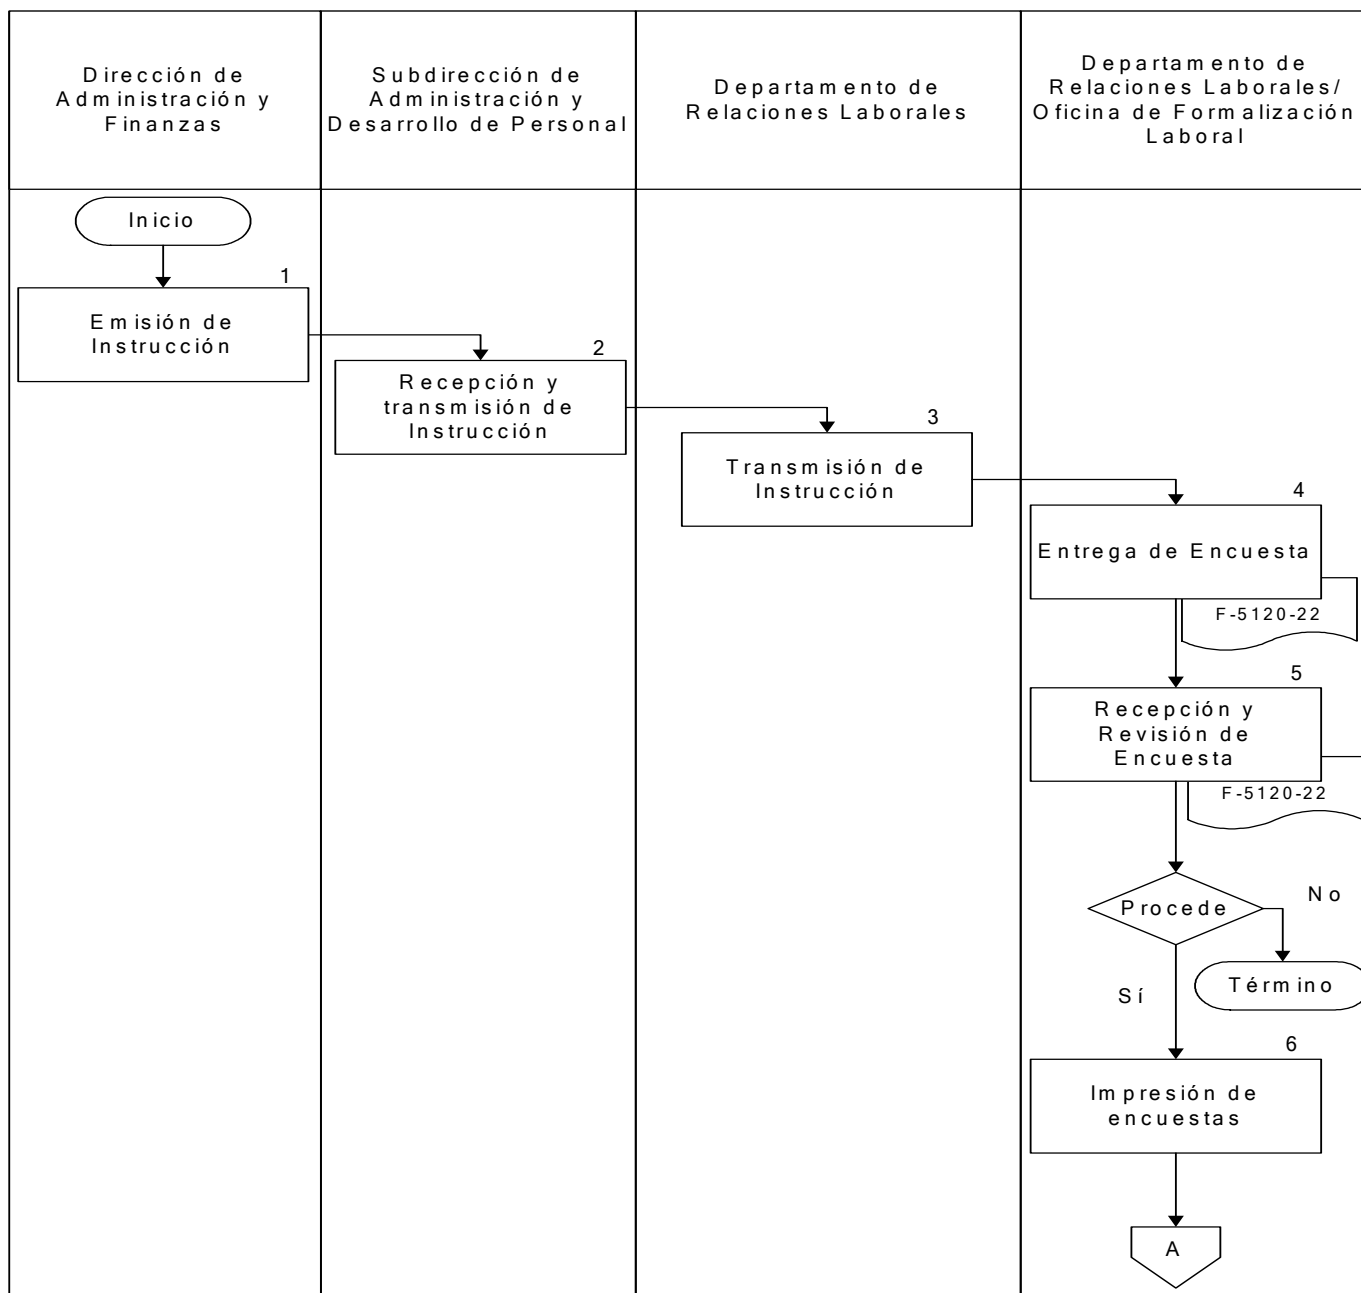 Dirección de
Administración y
Finanzas
Subdirección de
Administración y
Desarrollo de Personal
Departamento de
Relaciones Laborales
Departamento de
Relaciones Laborales/
Oficina de Formalización
Laboral
Inicio
1
Emisión de
Instrucción
2
Recepción y
transmisión de
Instrucción
3
Transmisión de
Instrucción
4
Entrega de Encuesta
F-5120-22
5
Recepción y
Revisión de
Encuesta
F-5120-22
Procede
No
Término
Sí
6
Impresión de
encuestas
A